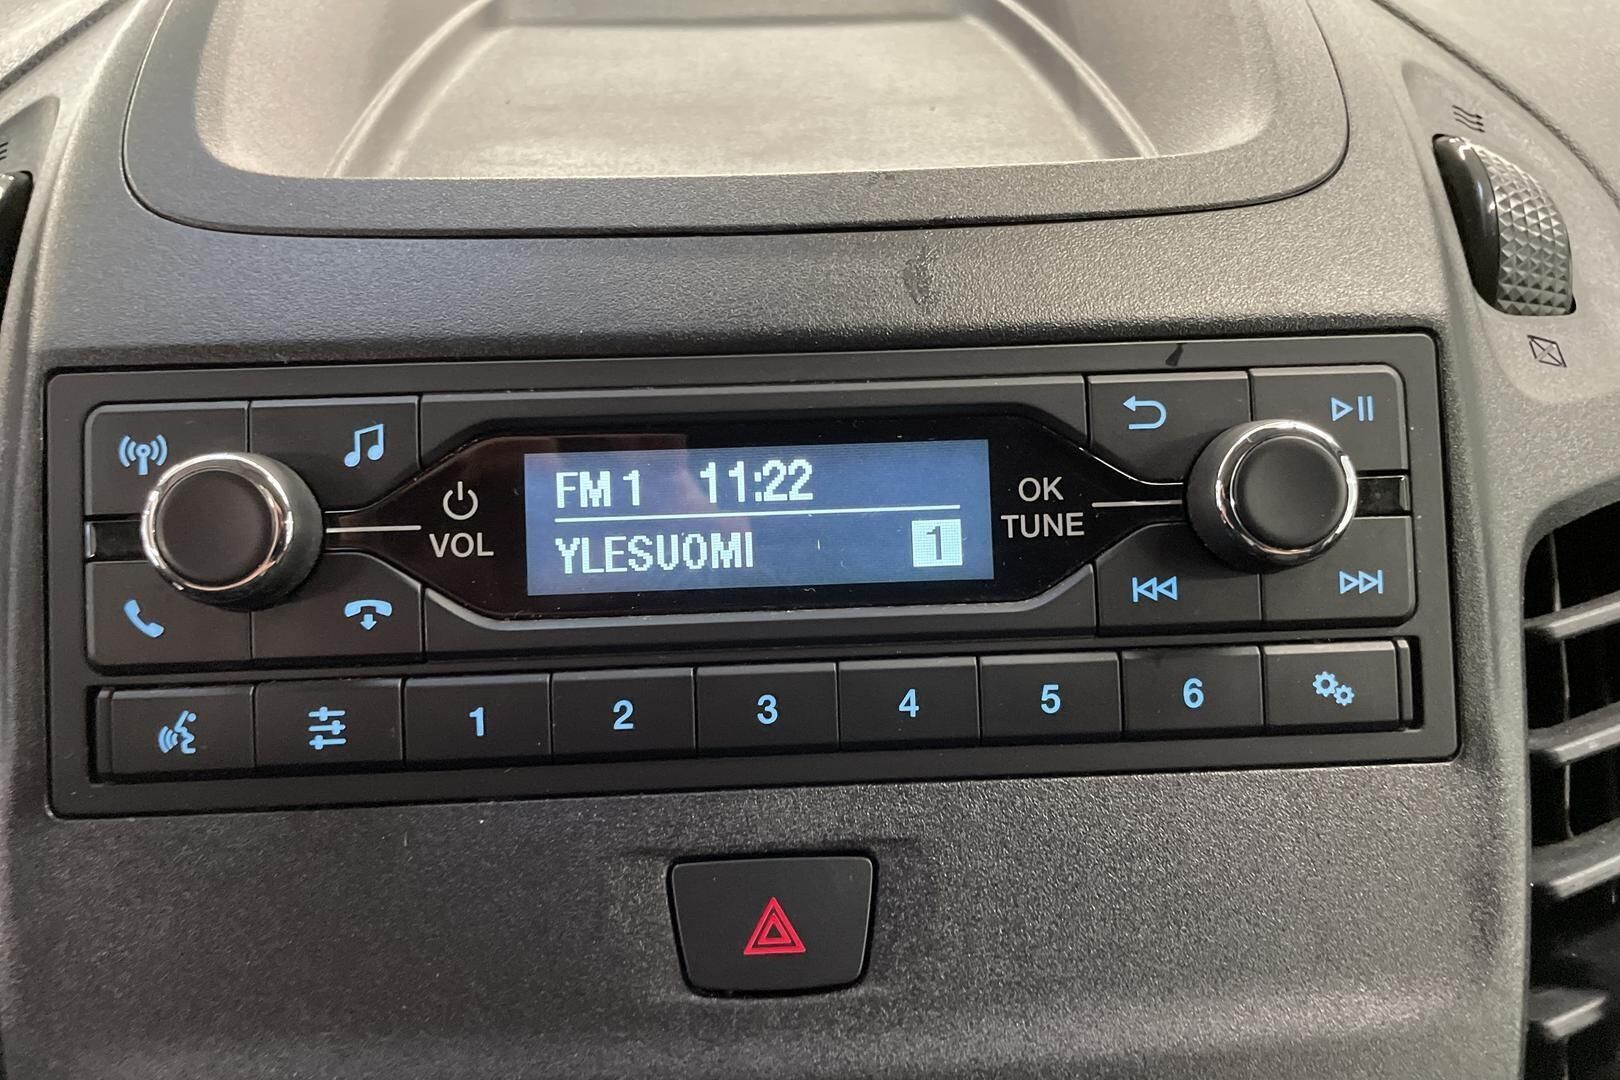 FM 1 11:22
YLESUOMI 1
VOL
OK
TUNE
1 2 3 4 5 6